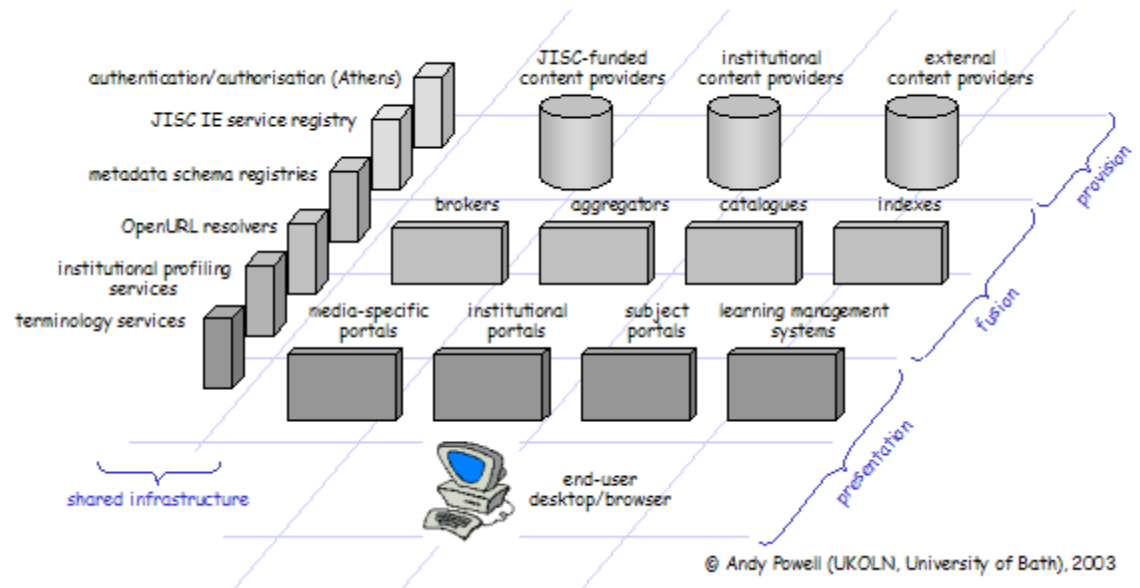 authentication/authorisation (Athens)
JISC IE service registry
metadata schema registries
OpenURL resolvers
institutional profiling
services
terminology services
shared infrastructure
JISC-funded
content providers
institutional
content providers
external
content providers
provision
brokers
aggregators
catalogues
indexes
fusion
media-specific
portals
institutional
portals
subject
portals
learning management
systems
presentation
end-user
desktop/browser
© Andy Powell (UKOLN, University of Bath), 2003